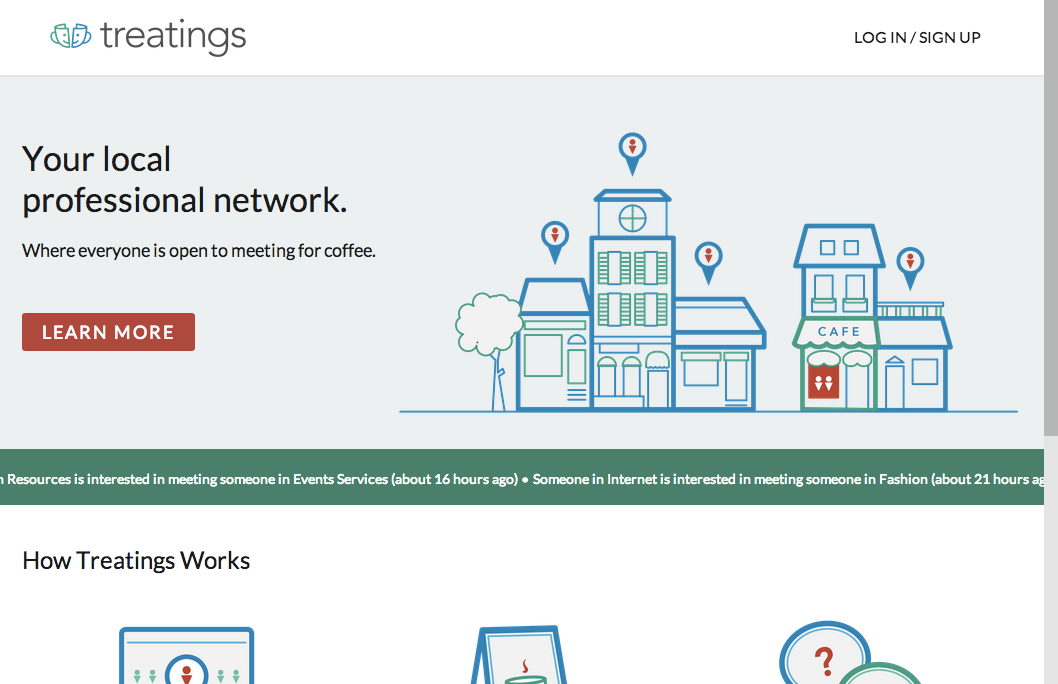 treatings
LOG IN / SIGN UP
Your local
professional network.
Where everyone is open to meeting for coffee.
LEARN MORE
CAFE
Resources is interested in meeting someone in Events Services (about 16 hours ago) ● Someone in Internet is interested in meeting someone in Fashion (about 21 hours
How Treatings Works
?